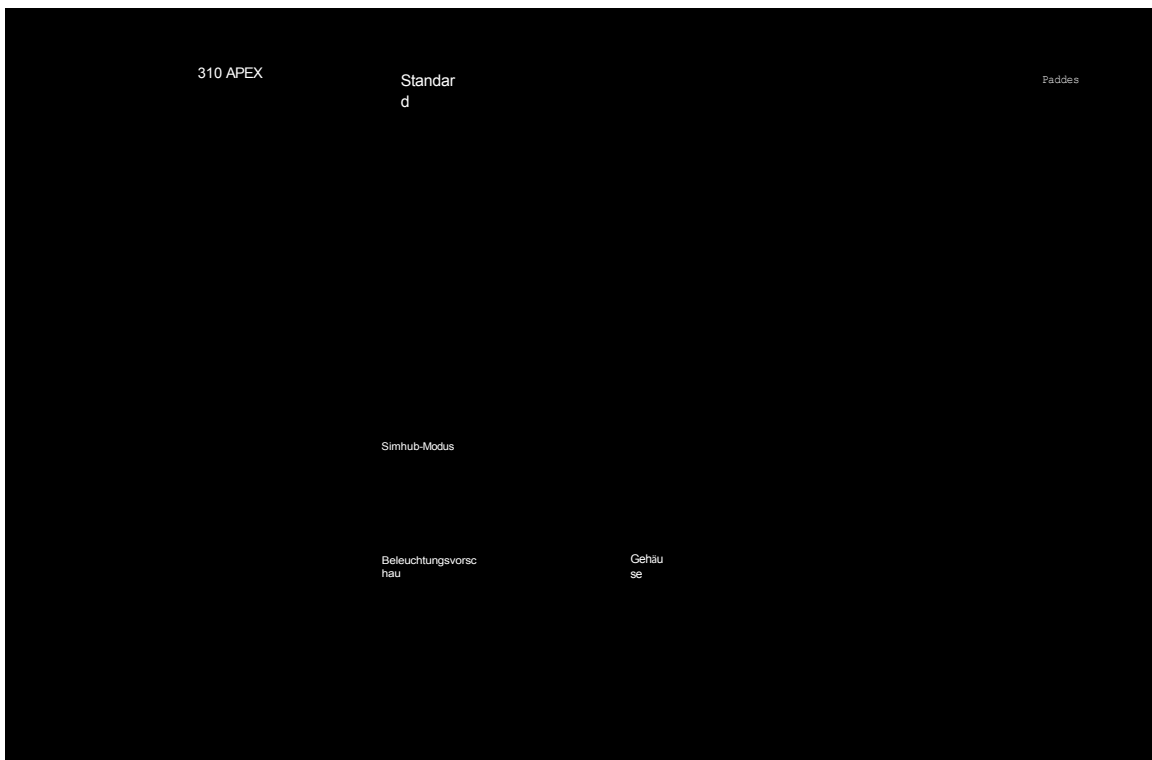 310 APEX
Standar
d
Paddes
Simhub-Modus
Beleuchtungsvorsc
hau
Gehäu
se